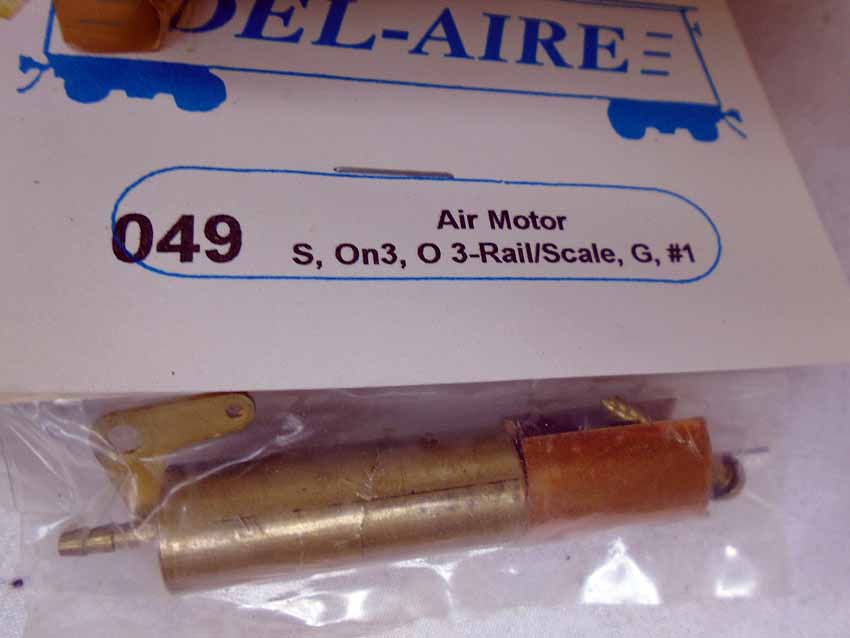 DEL-AIRE
049
Air Motor
S, On3, O 3-Rail/Scale, G, #1